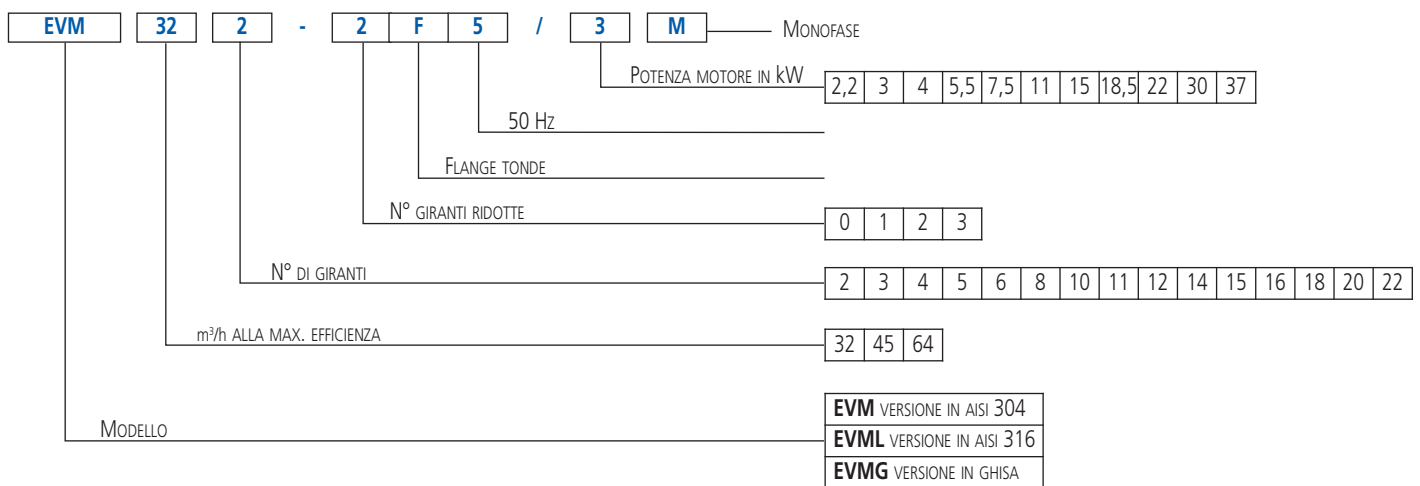 EVM 32 2 - 2 F 5 / 3 M MONOFASE
POTENZA MOTORE IN kW 2,2 3 4 5,5 7,5 11 15 18,5 22 30 37
50 Hz
FLANGE TONDE
N° GIRANTI RIDOTTE 0 1 2 3
N° DI GIRANTI 2 3 4 5 6 8 10 11 12 14 15 16 18 20 22
m³/h ALLA MAX. EFFICIENZA 32 45 64
EVM VERSIONE IN AISI 304
MODELLO EVML VERSIONE IN AISI 316
EVMG VERSIONE IN GHISA